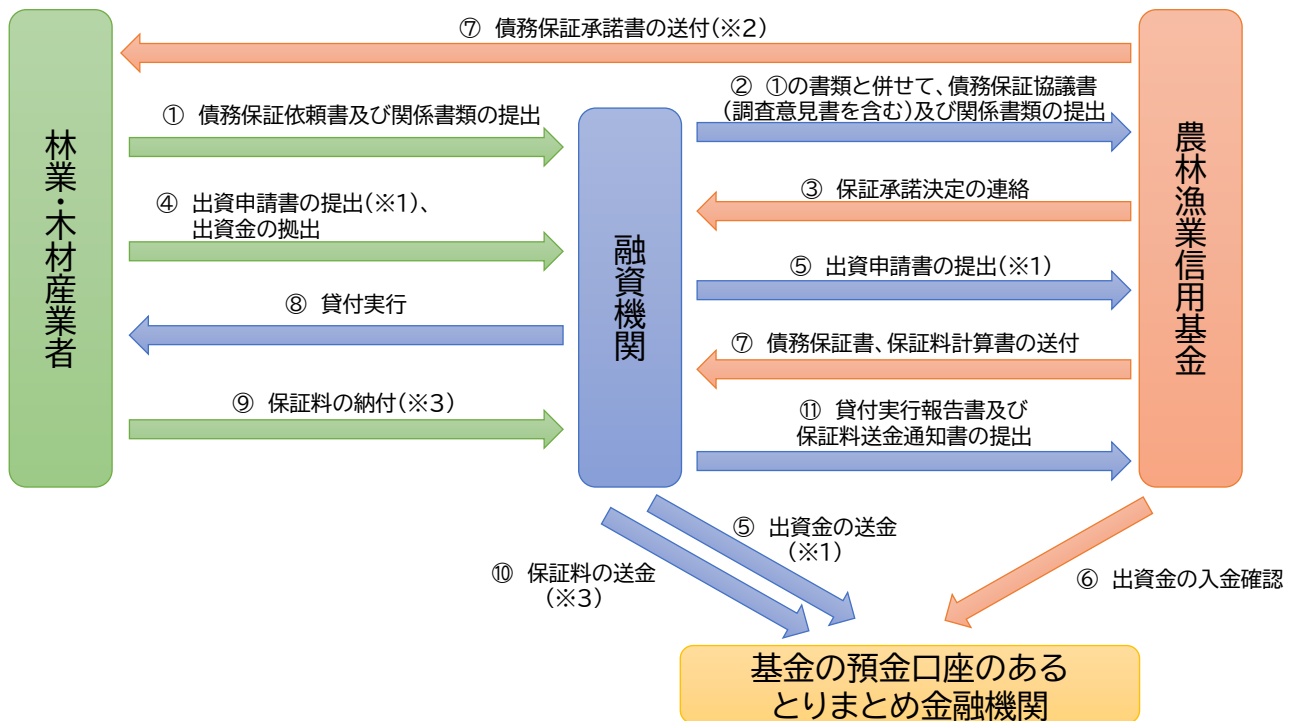 ⑦ 債務保証承諾書の送付(※2)
林業・木材産業者
① 債務保証依頼書及び関係書類の提出
④ 出資申請書の提出(※1)、
出資金の拠出
⑧ 貸付実行
⑨ 保証料の納付(※3)
融資機関
② ①の書類と併せて、債務保証協議書
(調査意見書を含む)及び関係書類の提出
③ 保証承諾決定の連絡
⑤ 出資申請書の提出(※1)
⑦ 債務保証書、保証料計算書の送付
⑪ 貸付実行報告書及び
保証料送金通知書の提出
農林漁業信用基金
⑤ 出資金の送金
(※1)
⑩ 保証料の送金
(※3)
⑥ 出資金の入金確認
基金の預金口座のある
とりまとめ金融機関